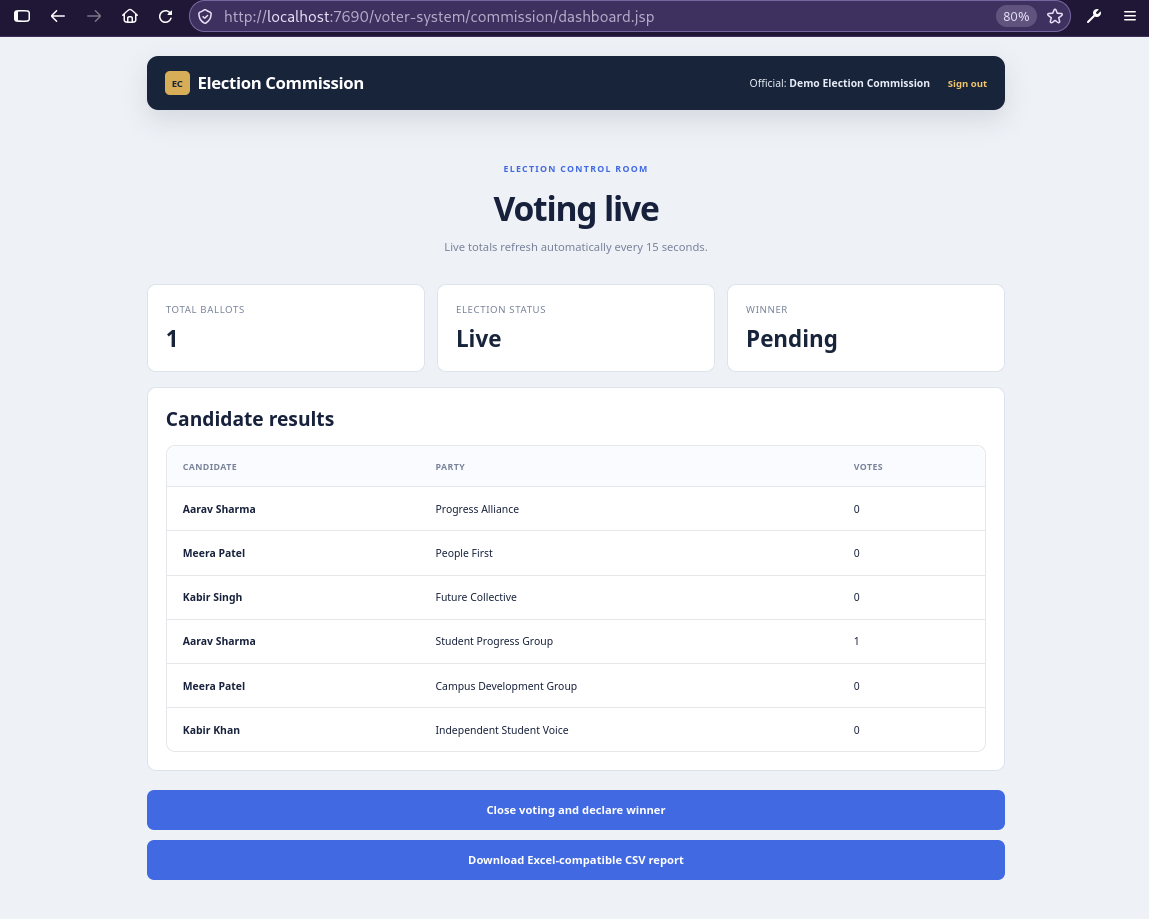 http://localhost:7690/voter-system/commission/dashboard.jsp 80%
EC Election Commission Official: Demo Election Commission Sign out
ELECTION CONTROL ROOM
Voting live
Live totals refresh automatically every 15 seconds.
TOTAL BALLOTS
1
ELECTION STATUS
Live
WINNER
Pending
Candidate results
CANDIDATE PARTY VOTES
Aarav Sharma Progress Alliance 0
Meera Patel People First 0
Kabir Singh Future Collective 0
Aarav Sharma Student Progress Group 1
Meera Patel Campus Development Group 0
Kabir Khan Independent Student Voice 0
Close voting and declare winner
Download Excel-compatible CSV report